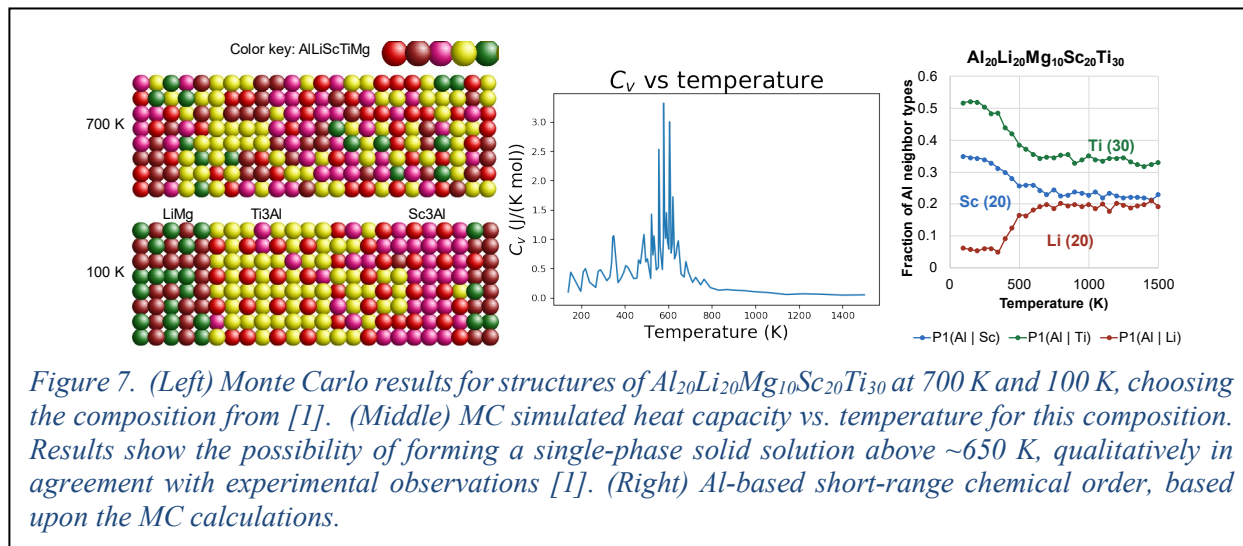 Color key: AlLiScTiMg
700 K
LiMg Ti3Al Sc3Al
100 K
C_v vs temperature
C_v (J/(K mol))
3.0
2.5
2.0
1.5
1.0
0.5
0.0
200 400 600 800 1000 1200 1400
Temperature (K)
Al20Li20Mg10Sc20Ti30
Fraction of Al neighbor types
0.6
0.5
0.4
0.3
0.2
0.1
0
Ti (30)
Sc (20)
Li (20)
0 500 1000 1500
Temperature (K)
P1(Al | Sc) P1(Al | Ti) P1(Al | Li)
Figure 7. (Left) Monte Carlo results for structures of Al20Li20Mg10Sc20Ti30 at 700 K and 100 K, choosing
the composition from [1]. (Middle) MC simulated heat capacity vs. temperature for this composition.
Results show the possibility of forming a single-phase solid solution above ~650 K, qualitatively in
agreement with experimental observations [1]. (Right) Al-based short-range chemical order, based
upon the MC calculations.